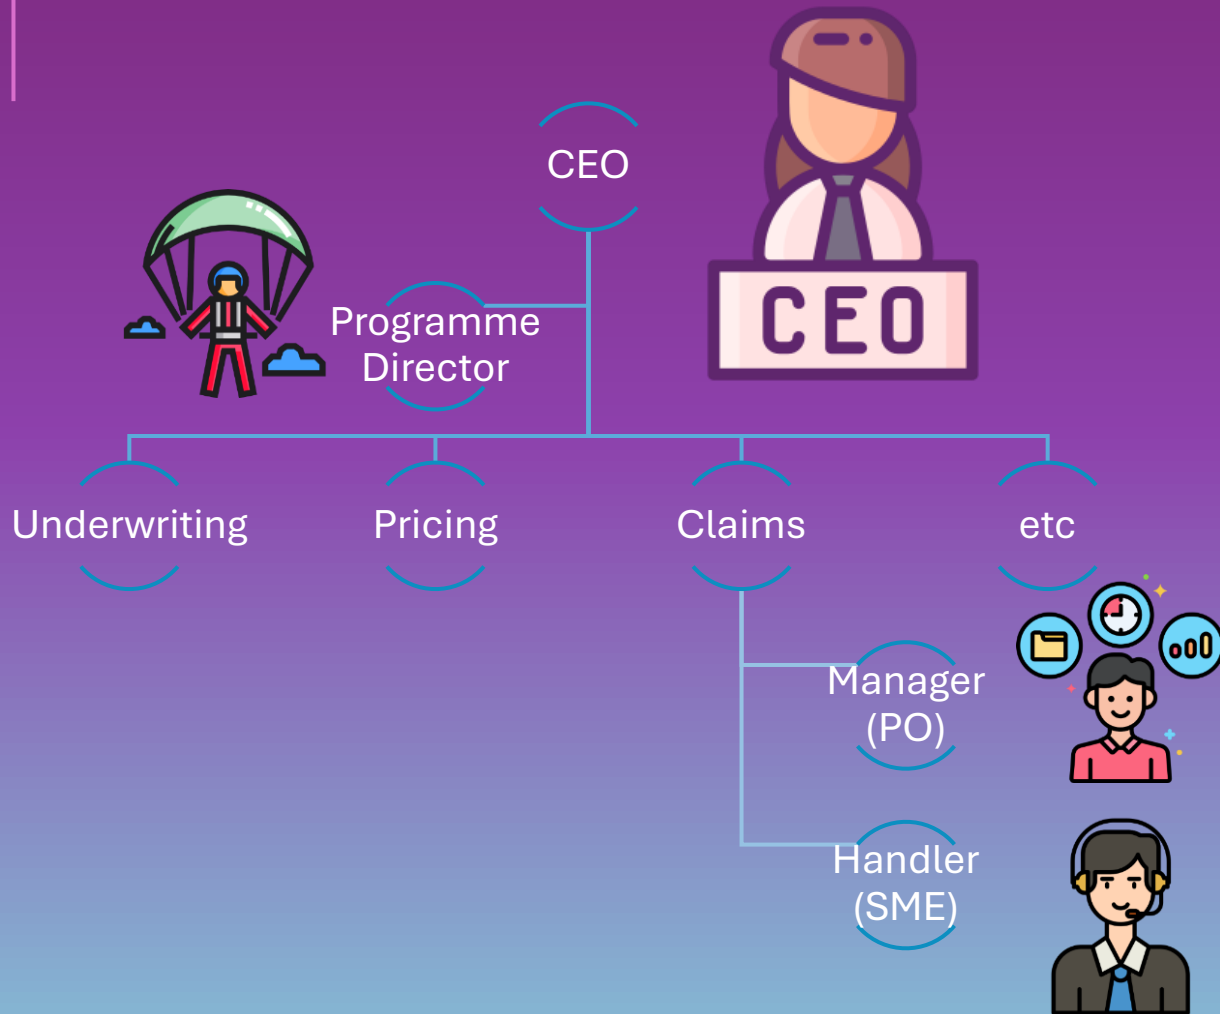 CEO
CEO
Programme
Director
Underwriting
Pricing
Claims
etc
Manager
(PO)
Handler
(SME)